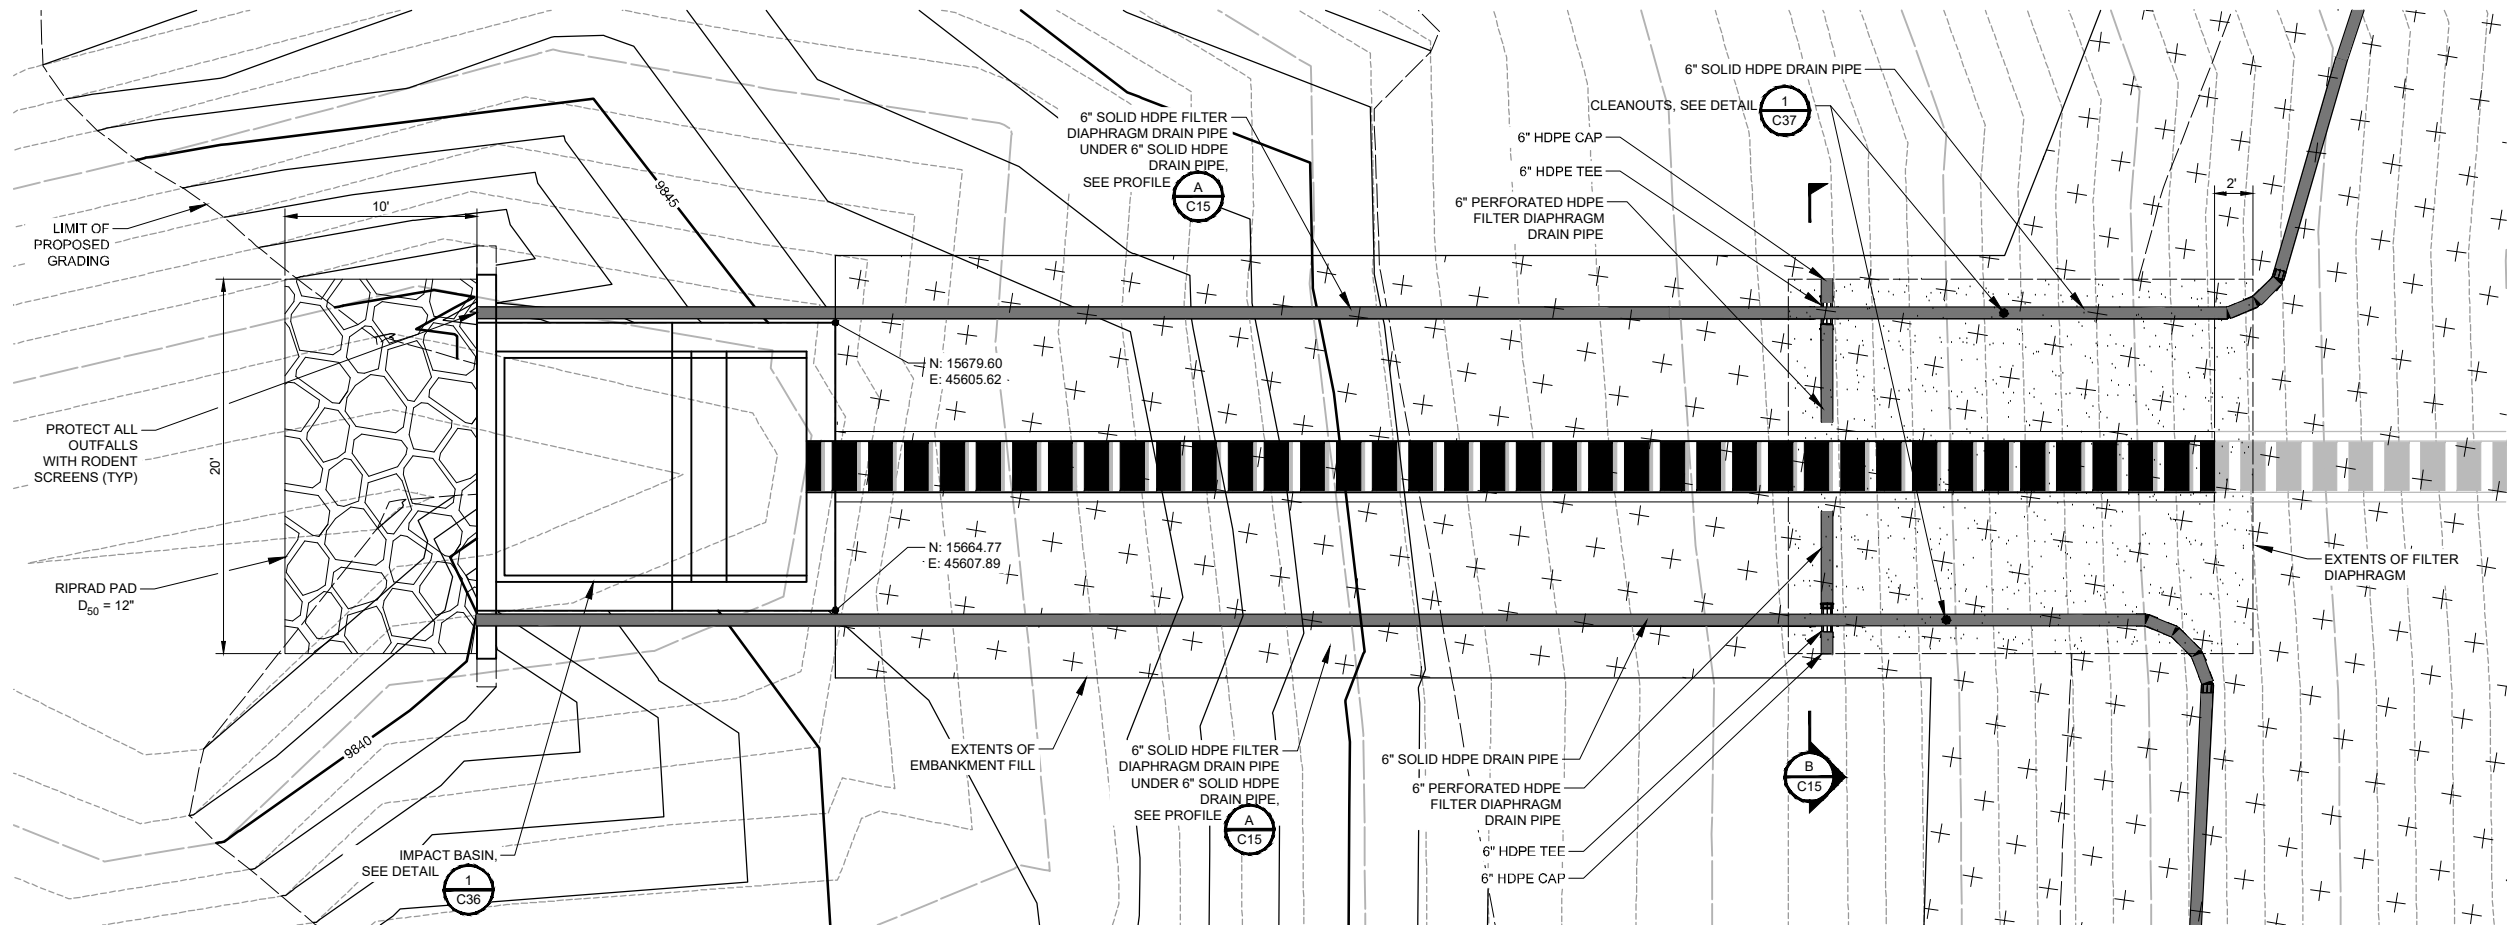 6" SOLID HDPE DRAIN PIPE
CLEANOUTS, SEE DETAIL
1
C37
6" SOLID HDPE FILTER
DIAPHRAGM DRAIN PIPE
UNDER 6" SOLID HDPE
DRAIN PIPE,
SEE PROFILE
A
C15
6" HDPE CAP
6" HDPE TEE
6" PERFORATED HDPE
FILTER DIAPHRAGM
DRAIN PIPE
2'
9845
10'
LIMIT OF
PROPOSED
GRADING
N: 15679.60
E: 45605.62
PROTECT ALL
OUTFALLS
WITH RODENT
SCREENS (TYP)
20'
N: 15664.77
E: 45607.89
RIPRAD PAD
D50 = 12"
EXTENTS OF FILTER
DIAPHRAGM
9840
EXTENTS OF
EMBANKMENT FILL
6" SOLID HDPE FILTER
DIAPHRAGM DRAIN PIPE
UNDER 6" SOLID HDPE
DRAIN PIPE,
SEE PROFILE
A
C15
6" SOLID HDPE DRAIN PIPE
6" PERFORATED HDPE
FILTER DIAPHRAGM
DRAIN PIPE
B
C15
6" HDPE TEE
6" HDPE CAP
IMPACT BASIN,
SEE DETAIL
1
C36